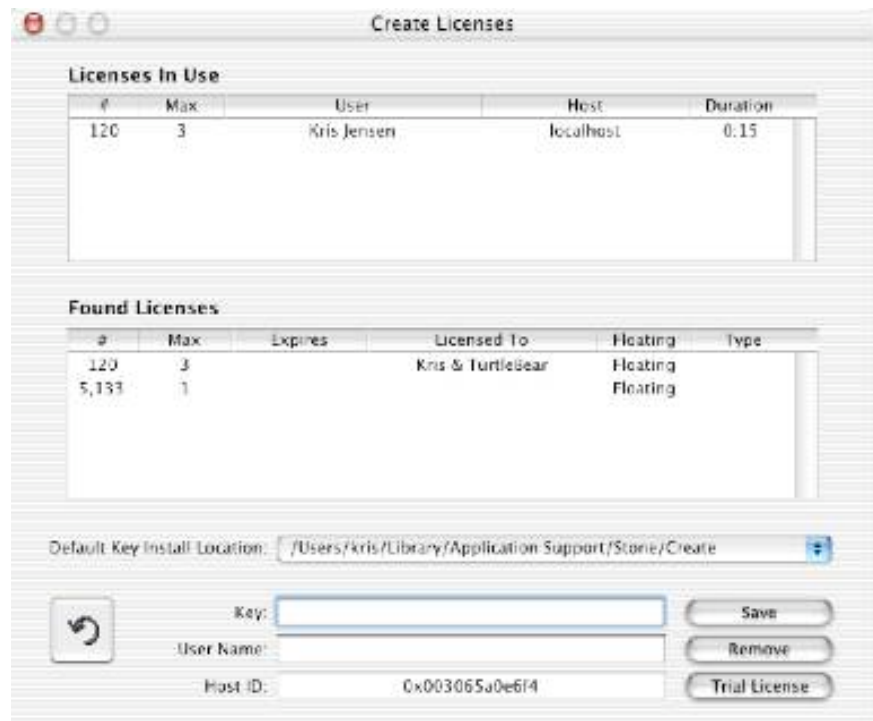 Create Licenses
Licenses In Use
# Max User Host Duration
120 3 Kris Jensen localhost 0:15
Found Licenses
# Max Expires Licensed To Floating Type
120 3 Kris & TurtleBear Floating
5,133 1 Floating
Default Key Install Location: /Users/kris/Library/Application Support/Stone/Create
Key: Save
User Name: Remove
Host ID: 0x003065a0e6f4 Trial License